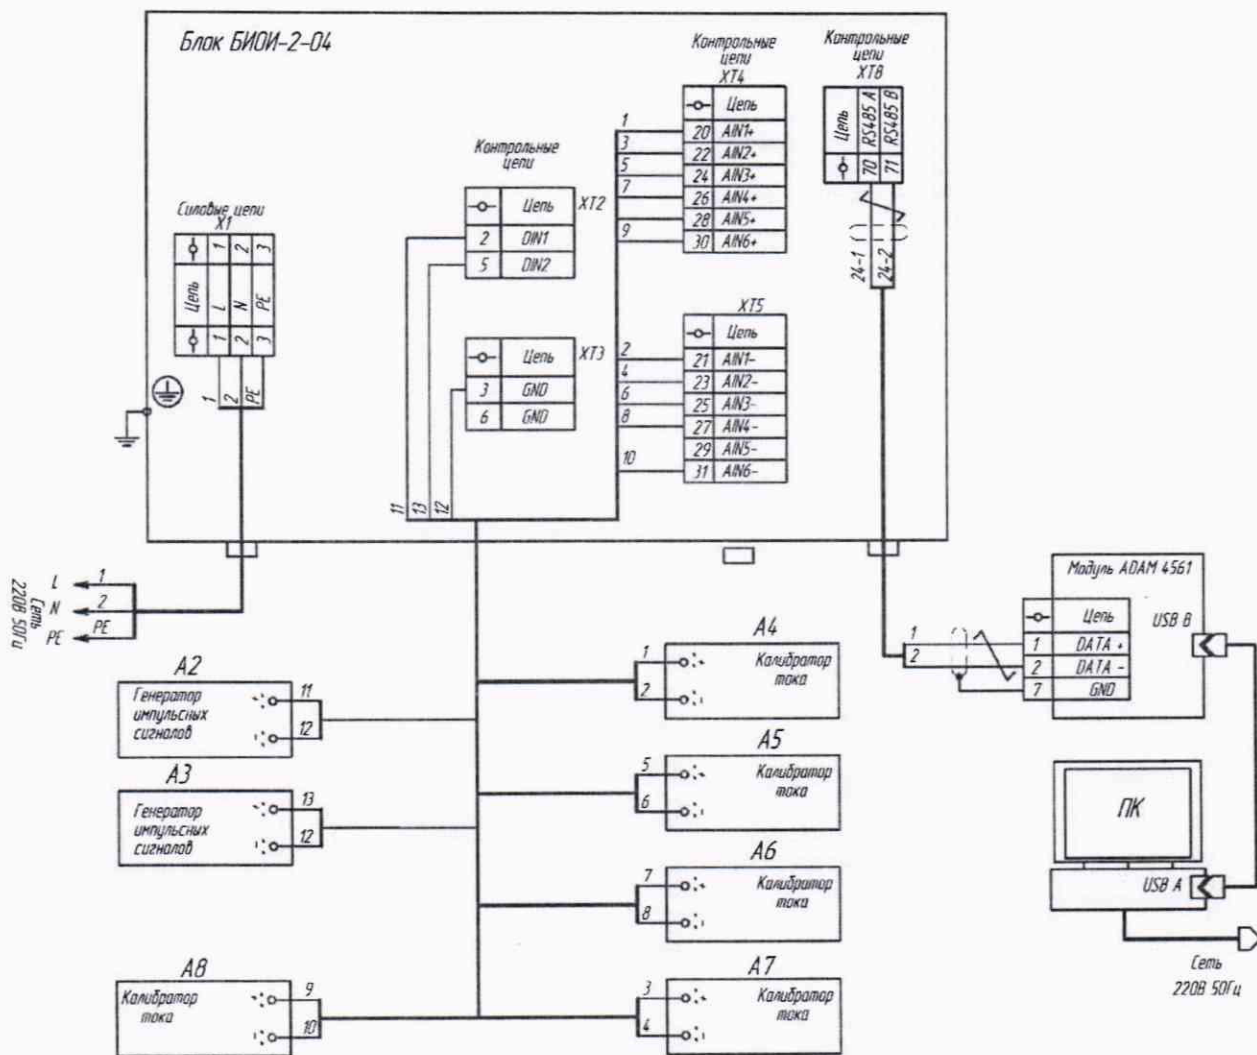 Блок БИОИ-2-04
Силовые цепи
X1
Цепь
1 L 1
2 N 2
3 PE 3
1
2
PE
Контрольные
цепи
XT2
Цепь
2 DIN1
5 DIN2
XT3
Цепь
3 GND
6 GND
11
13
12
Контрольные
цепи
XT4
Цепь
1 20 AIN1+
3 22 AIN2+
5 24 AIN3+
7 26 AIN4+
28 AIN5+
9 30 AIN6+
XT5
Цепь
2 21 AIN1-
4 23 AIN2-
6 25 AIN3-
8 27 AIN4-
29 AIN5-
10 31 AIN6-
Контрольные
цепи
XT8
Цепь
70 RS485 A
71 RS485 B
24-1
24-2
L 1
N 2
PE PE
Сеть
220В 50Гц
A2
Генератор
импульсных
сигналов
11
12
A3
Генератор
импульсных
сигналов
13
12
A8
Калибратор
тока
9
10
A4
Калибратор
тока
1
2
A5
Калибратор
тока
5
6
A6
Калибратор
тока
7
8
A7
Калибратор
тока
3
4
Модуль ADAM 4561
Цепь
USB B
1 1 DATA +
2 2 DATA -
7 GND
ПК
USB A
Сеть
220В 50Гц